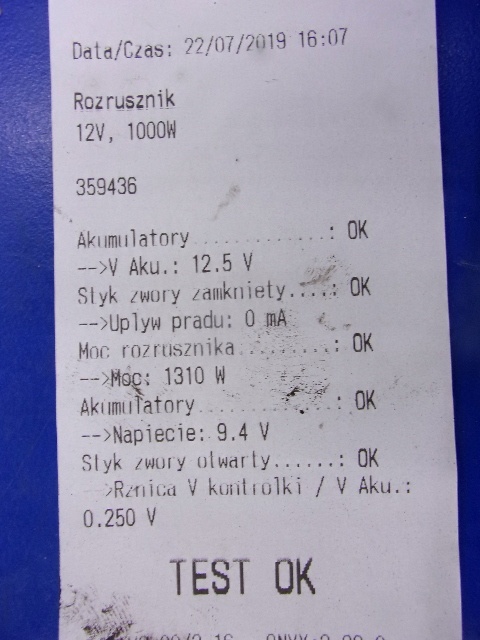 Data/Czas: 22/07/2019 16:07
Rozrusznik
12V, 1000W
359436
Akumulatory.............: OK
-->V Aku.: 12.5 V
Styk zwory zamkniety....: OK
-->Uplyw pradu: 0 mA
Moc rozrusznika.........: OK
-->Moc: 1310 W
Akumulatory.............: OK
-->Napiecie: 9.4 V
Styk zwory otwarty......: OK
->Rznica V kontrolki / V Aku.:
0.250 V
TEST OK